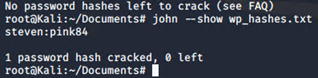 No password hashes left to crack (see FAQ)
root@Kali:~/Documents# john --show wp_hashes.txt
steven:pink84

1 password hash cracked, 0 left
root@Kali:~/Documents#